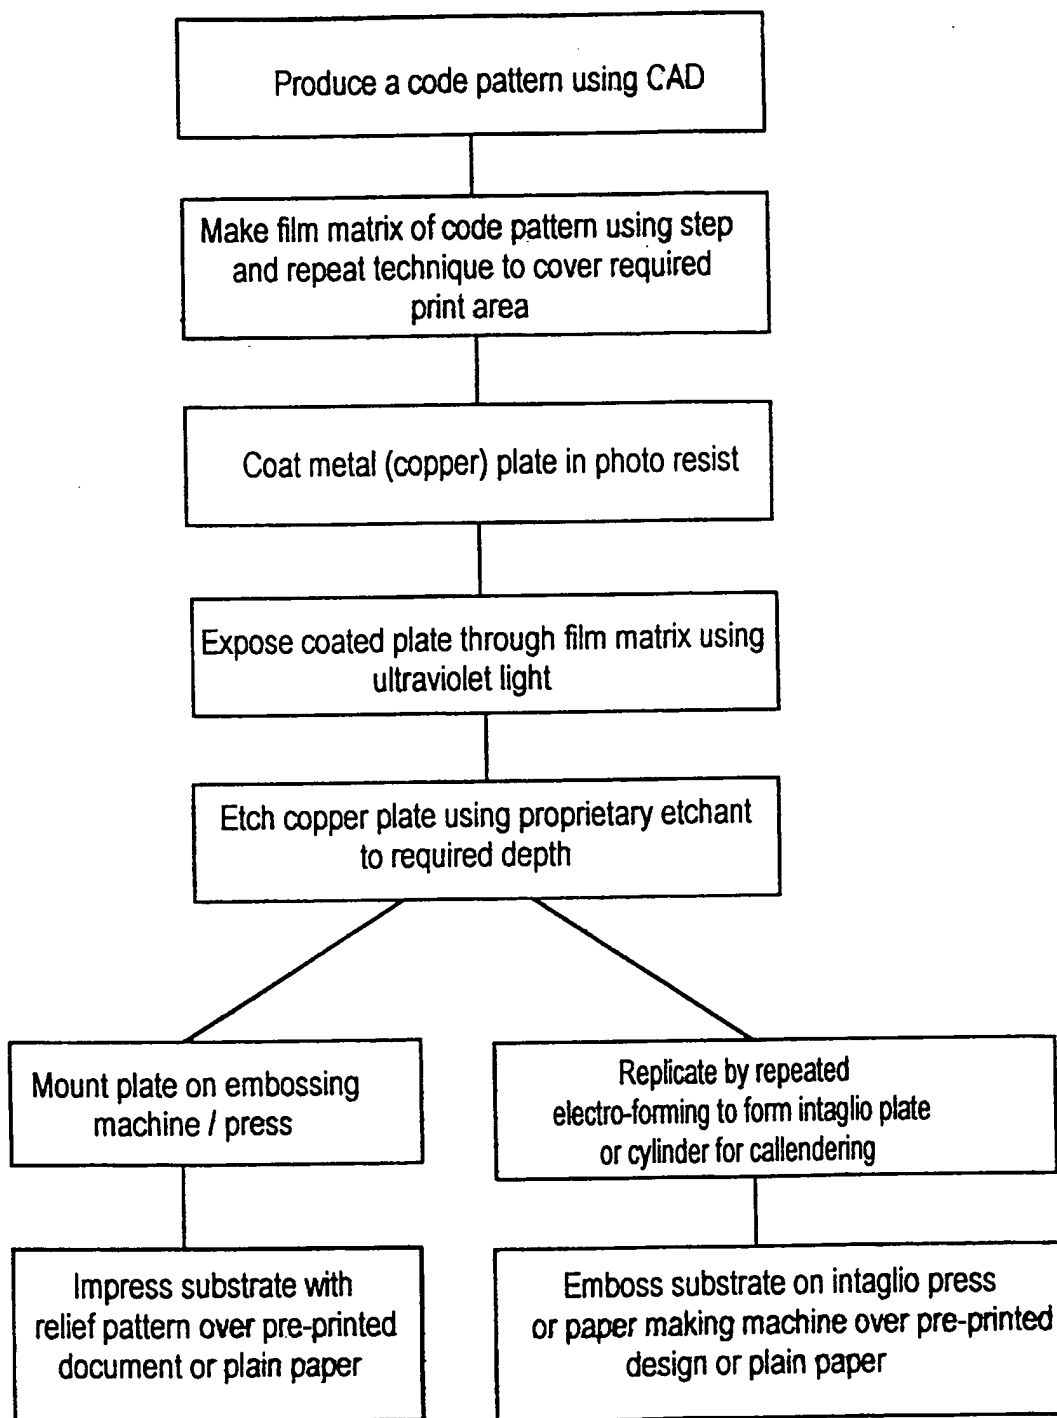 Produce a code pattern using CAD
Make film matrix of code pattern using step
and repeat technique to cover required
print area
Coat metal (copper) plate in photo resist
Expose coated plate through film matrix using
ultraviolet light
Etch copper plate using proprietary etchant
to required depth
Mount plate on embossing
machine / press
Replicate by repeated
electro-forming to form intaglio plate
or cylinder for callendering
Impress substrate with
relief pattern over pre-printed
document or plain paper
Emboss substrate on intaglio press
or paper making machine over pre-printed
design or plain paper